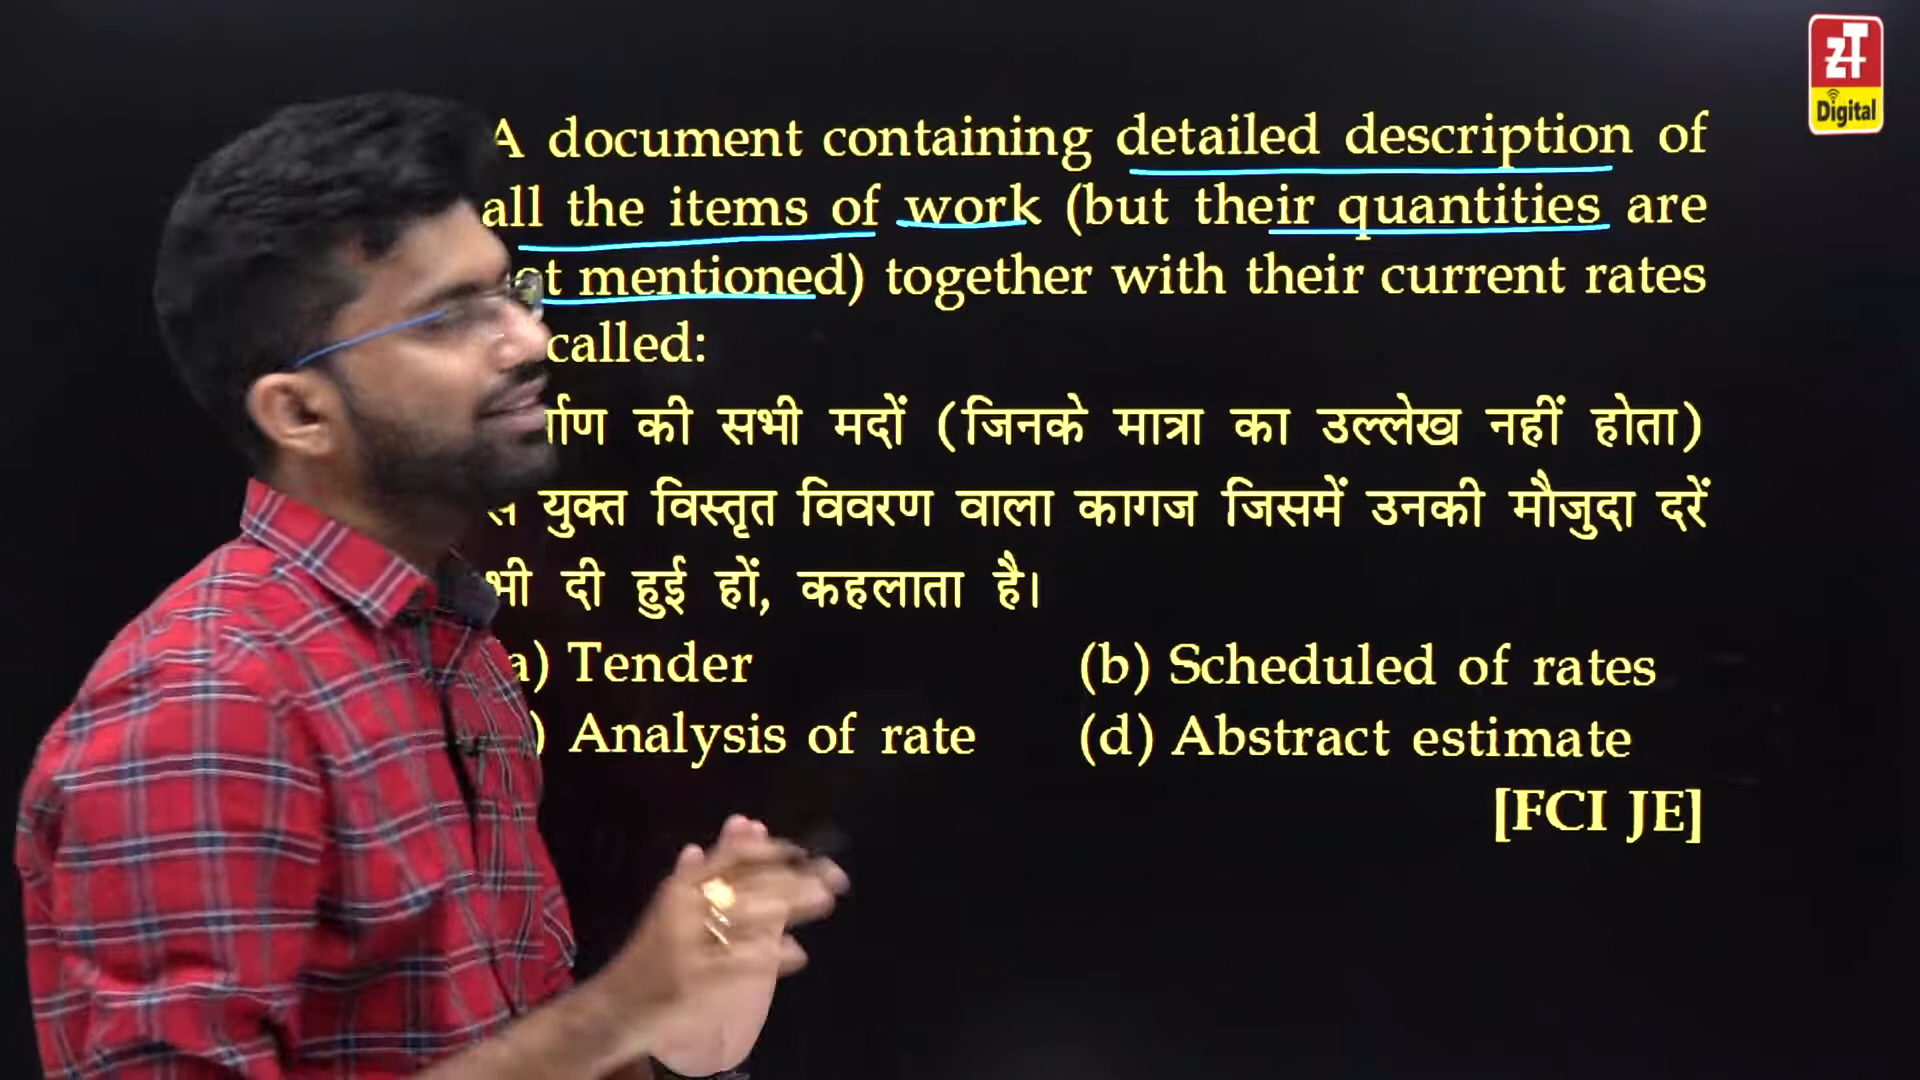 A document containing detailed description of
all the items of work (but their quantities are
mentioned) together with their current rates
called:
की सभी मदों (जिनके मात्रा का उल्लेख नहीं होता)
युक्त विस्तृत विवरण वाला कागज जिसमें उनकी मौजुदा दरें
भी दी हुई हों, कहलाता है।
a) Tender (b) Scheduled of rates
) Analysis of rate (d) Abstract estimate
[FCI JE]
ZT
Digital